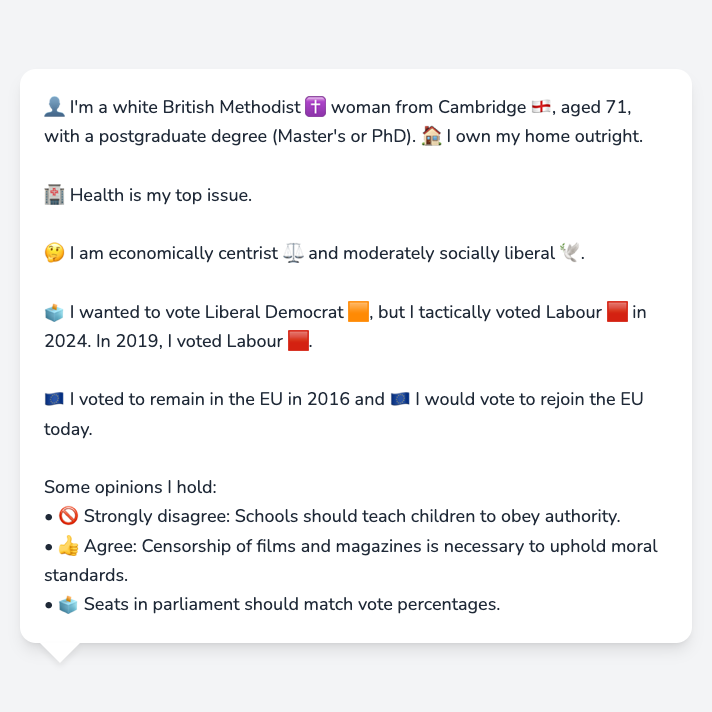 👤 I'm a white British Methodist ✝️ woman from Cambridge 🏴󠁧󠁢󠁥󠁮󠁧󠁿, aged 71,
with a postgraduate degree (Master's or PhD). 🏠 I own my home outright.
🏥 Health is my top issue.
🤔 I am economically centrist ⚖️ and moderately socially liberal 🕊️.
🗳️ I wanted to vote Liberal Democrat 🟧, but I tactically voted Labour 🟥 in
2024. In 2019, I voted Labour 🟥.
🇪🇺 I voted to remain in the EU in 2016 and 🇪🇺 I would vote to rejoin the EU
today.
Some opinions I hold:
• 🚫 Strongly disagree: Schools should teach children to obey authority.
• 👍 Agree: Censorship of films and magazines is necessary to uphold moral
standards.
• 🗳️ Seats in parliament should match vote percentages.